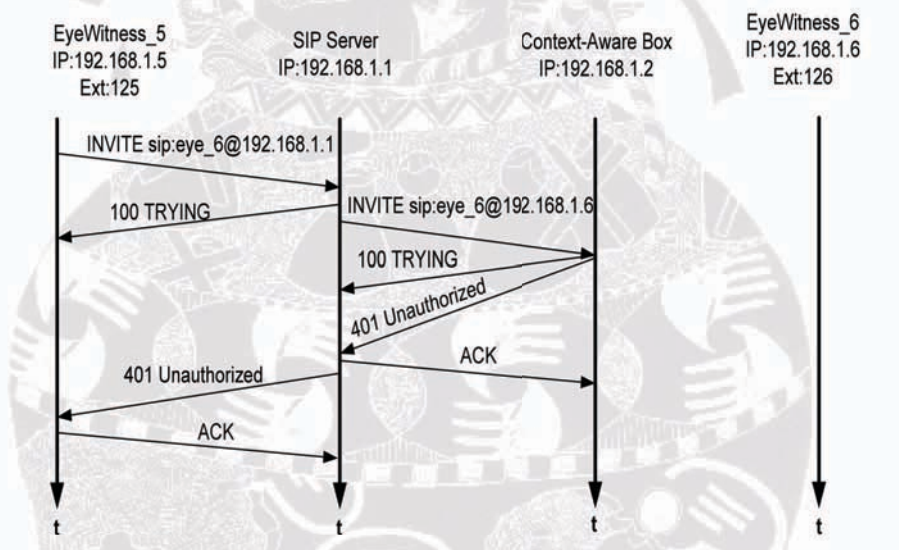 EyeWitness_5
IP:192.168.1.5
Ext:125
SIP Server
IP:192.168.1.1
Context-Aware Box
IP:192.168.1.2
EyeWitness_6
IP:192.168.1.6
Ext:126
INVITE sip:eye_6@192.168.1.1
100 TRYING
INVITE sip:eye_6@192.168.1.6
100 TRYING
401 Unauthorized
ACK
401 Unauthorized
ACK
t
t
t
t